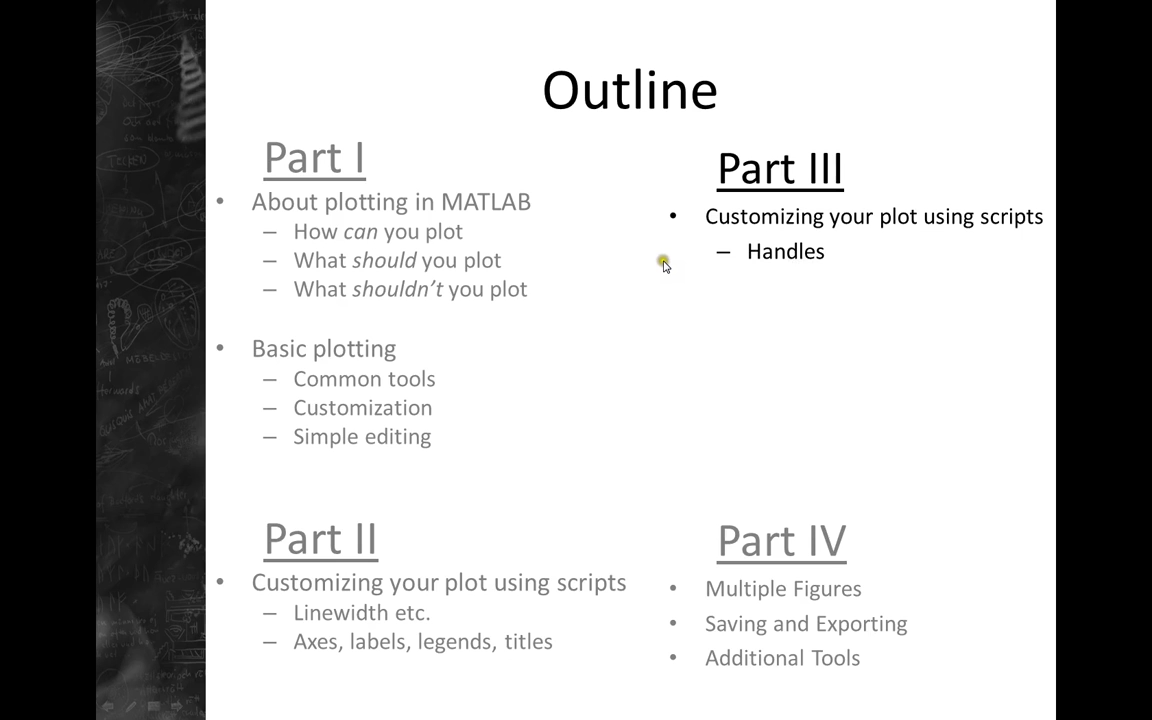 Outline
Part I
• About plotting in MATLAB
– How can you plot
– What should you plot
– What shouldn't you plot
• Basic plotting
– Common tools
– Customization
– Simple editing
Part II
• Customizing your plot using scripts
– Linewidth etc.
– Axes, labels, legends, titles
Part III
• Customizing your plot using scripts
– Handles
Part IV
• Multiple Figures
• Saving and Exporting
• Additional Tools